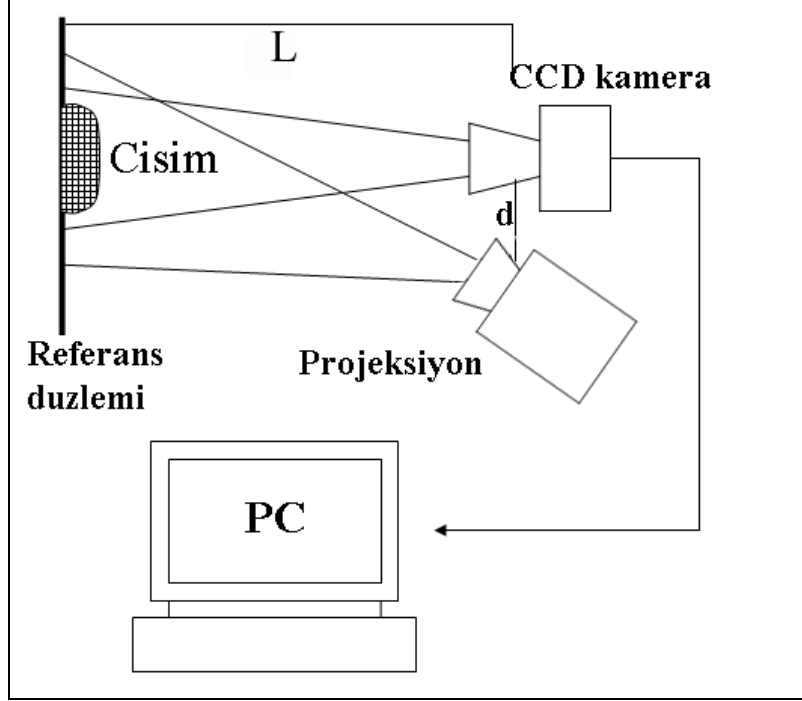 L
CCD kamera
Cisim
d
Referans
duzlemi
Projeksiyon
PC